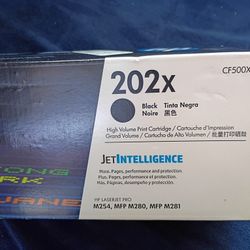 CF500X
202x
Black Tinta Negra
Noire 黑色
High Volume Print Cartridge / Cartouche d'Impression
Grand Volume / Cartucho de
JETINTELLIGENCE
More. Pages, performance and protection.
Plus. Pages, performance et protection.
Más. Páginas, desempeño y protección.
HP LASERJET PRO
M254, MFP M280, MFP M281